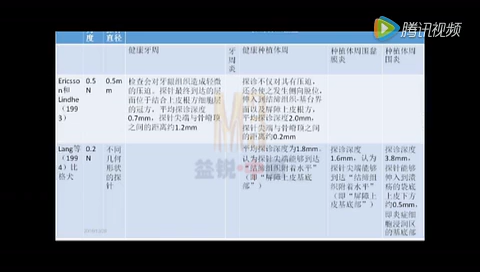 腾讯视频
度
直径
健康牙周
牙周炎
健康种植体周
种植体周围黏膜炎
种植体周围炎
Ericsson和Lindhe(1993)
0.5N
0.5mm
检查会对牙龈组织造成轻微
的压迫。探针最终到达的层
面位于结合上皮根方细胞层
的冠方,平均探诊深度
0.7mm,探针尖端与骨嵴顶
之间的距离约1.2mm
探诊不仅对其有压迫,
还会使之发生侧向脱位,
伸入到结缔组织-基台界
面以及解障上皮根方,
平均探诊深度2.0mm,
探针尖端与骨嵴顶之间
的距离约0.2mm
Lang等(1994)比格犬
0.2N
不同几何形状的探针
平均探诊深度为1.8mm,认
为探针尖端能够到达
“结缔组织附着水平”
(即“解障上皮基底
部”)
探诊深度
1.6mm,认为
探针尖端能够
到达“结缔组
织附着水平”
(即“解障上
皮基底部”)
探诊深度
3.8mm,
探针尖端能够
伸入到溃
疡的袋底
上皮下方
约0.5mm,
即炎症细
胞浸润区
的基底部
益锐